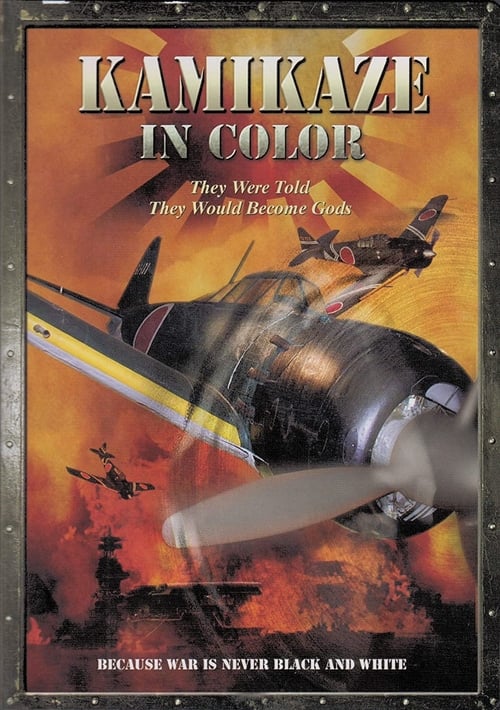 KAMIKAZE
IN COLOR
They Were Told
They Would Become Gods
BECAUSE WAR IS NEVER BLACK AND WHITE